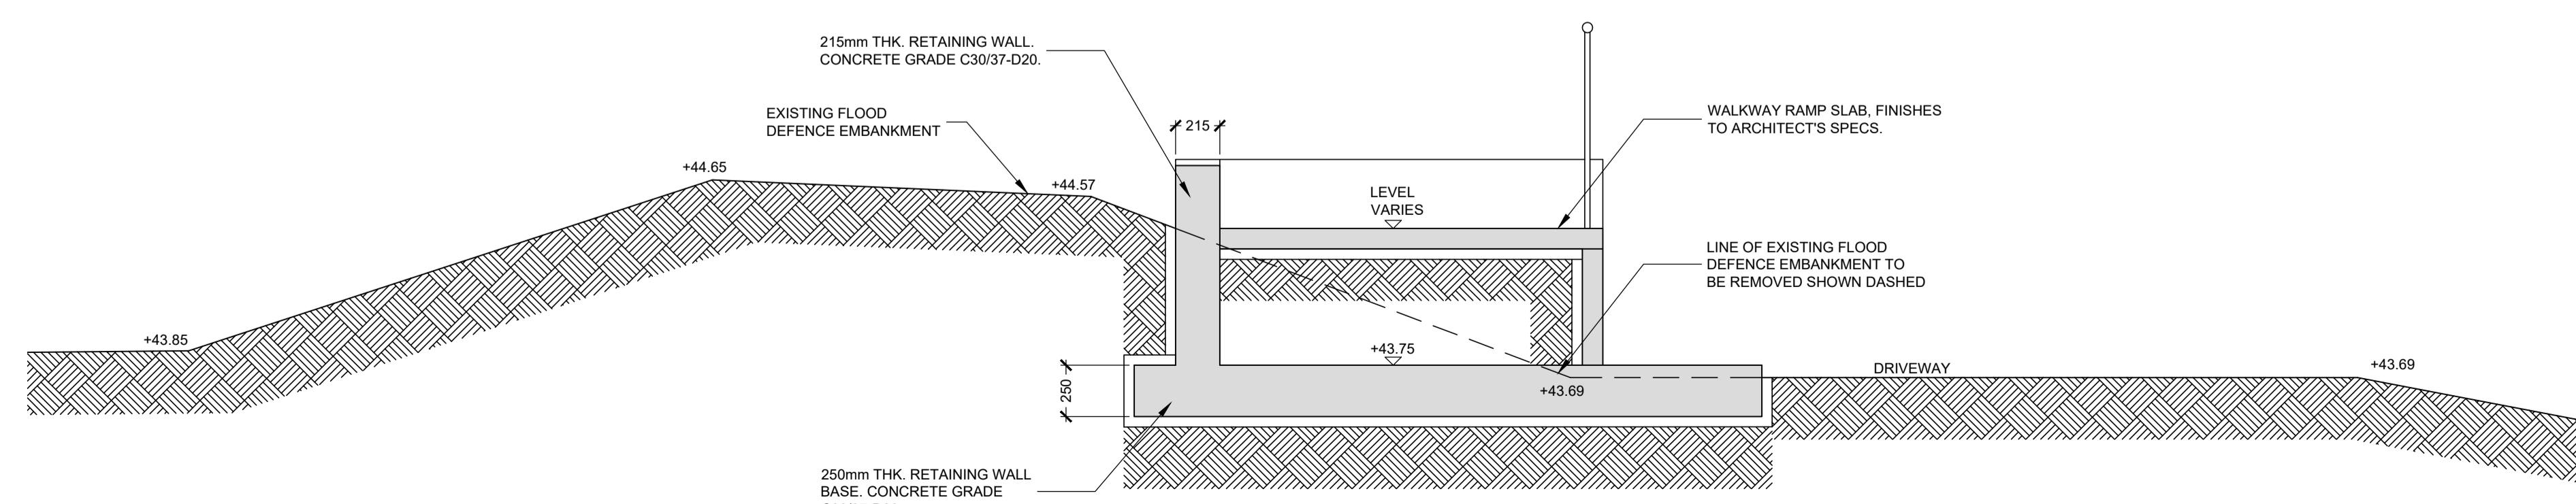 215mm THK. RETAINING WALL.
CONCRETE GRADE C30/37-D20.
EXISTING FLOOD
DEFENCE EMBANKMENT
WALKWAY RAMP SLAB, FINISHES
TO ARCHITECT'S SPECS.
215
+44.65
+44.57
LEVEL
VARIES
LINE OF EXISTING FLOOD
DEFENCE EMBANKMENT TO
BE REMOVED SHOWN DASHED
+43.85
+43.75
DRIVEWAY
+43.69
250
+43.69
250mm THK. RETAINING WALL
BASE. CONCRETE GRADE